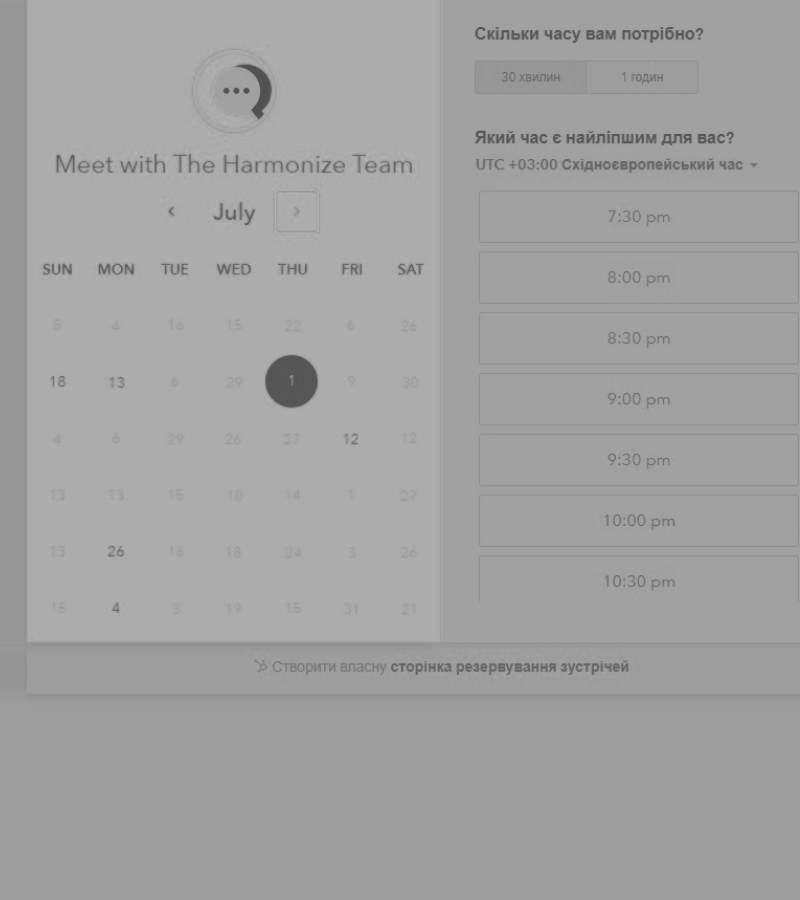 Meet with The Harmonize Team
July
SUN MON TUE WED THU FRI SAT
5 4 16 15 22 6 26
18 13 6 29 1 9 30
4 6 29 26 27 12 12
13 13 15 10 14 1 27
13 26 16 18 24 3 26
15 4 3 19 15 31 21
Скільки часу вам потрібно?
30 хвилин 1 годин
Який час є найліпшим для вас?
UTC +03:00 Східноєвропейський час
7:30 pm
8:00 pm
8:30 pm
9:00 pm
9:30 pm
10:00 pm
10:30 pm
Створити власну сторінка резервування зустрічей